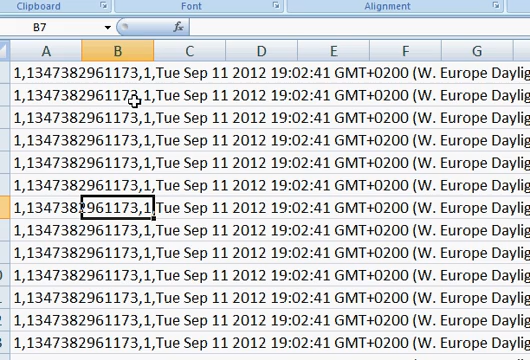 Clipboard Font Alignment
B7 fx
A B C D E F G
1,1347382961173,1,Tue Sep 11 2012 19:02:41 GMT+0200 (W. Europe Daylig
1,1347382961173,1,Tue Sep 11 2012 19:02:41 GMT+0200 (W. Europe Daylig
1,1347382961173,1,Tue Sep 11 2012 19:02:41 GMT+0200 (W. Europe Daylig
1,1347382961173,1,Tue Sep 11 2012 19:02:41 GMT+0200 (W. Europe Daylig
1,1347382961173,1,Tue Sep 11 2012 19:02:41 GMT+0200 (W. Europe Daylig
1,1347382961173,1,Tue Sep 11 2012 19:02:41 GMT+0200 (W. Europe Daylig
1,1347382961173,1,Tue Sep 11 2012 19:02:41 GMT+0200 (W. Europe Daylig
1,1347382961173,1,Tue Sep 11 2012 19:02:41 GMT+0200 (W. Europe Daylig
1,1347382961173,1,Tue Sep 11 2012 19:02:41 GMT+0200 (W. Europe Daylig
0 1,1347382961173,1,Tue Sep 11 2012 19:02:41 GMT+0200 (W. Europe Daylig
1 1,1347382961173,1,Tue Sep 11 2012 19:02:41 GMT+0200 (W. Europe Daylig
2 1,1347382961173,1,Tue Sep 11 2012 19:02:41 GMT+0200 (W. Europe Daylig
3 1,1347382961173,1,Tue Sep 11 2012 19:02:41 GMT+0200 (W. Europe Daylig